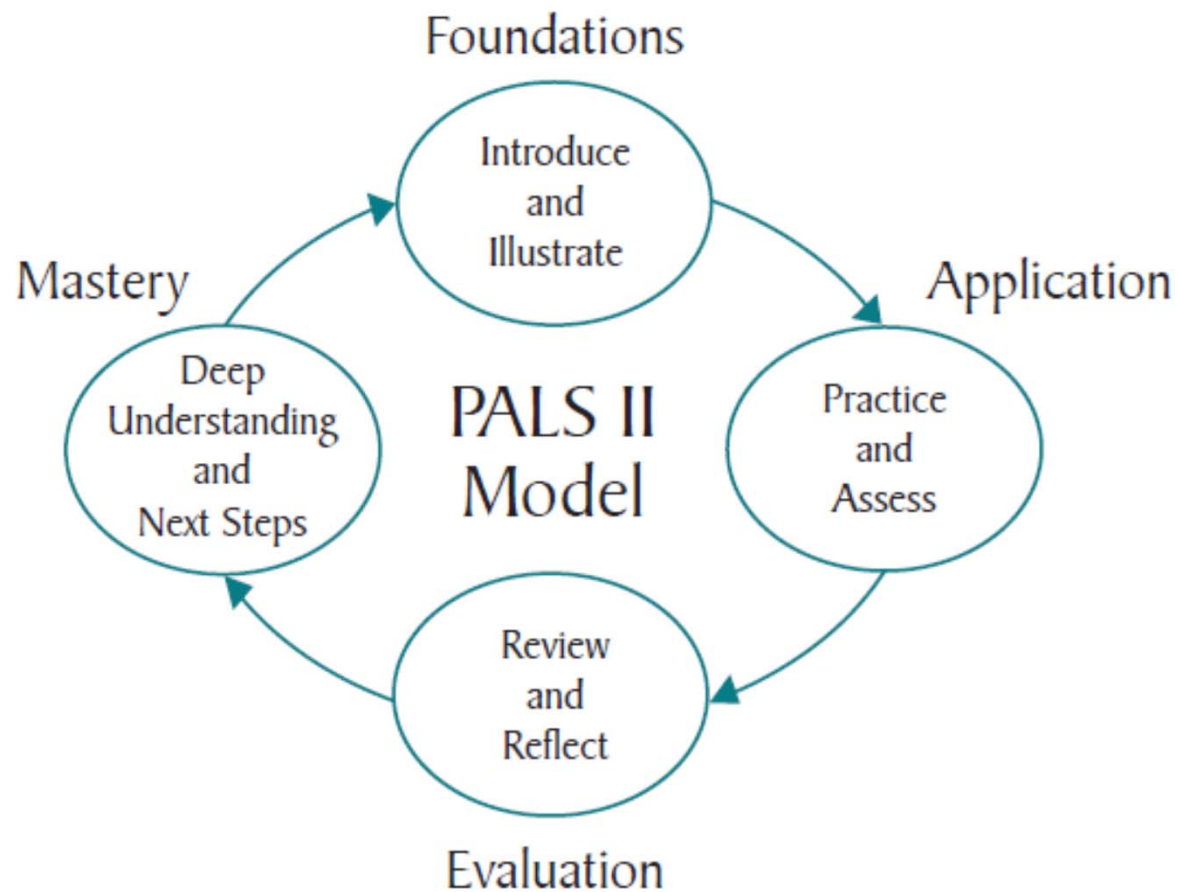 Foundations
Introduce
and
Illustrate
Application
Practice
and
Assess
Evaluation
Review
and
Reflect
Mastery
Deep
Understanding
and
Next Steps
PALS II
Model